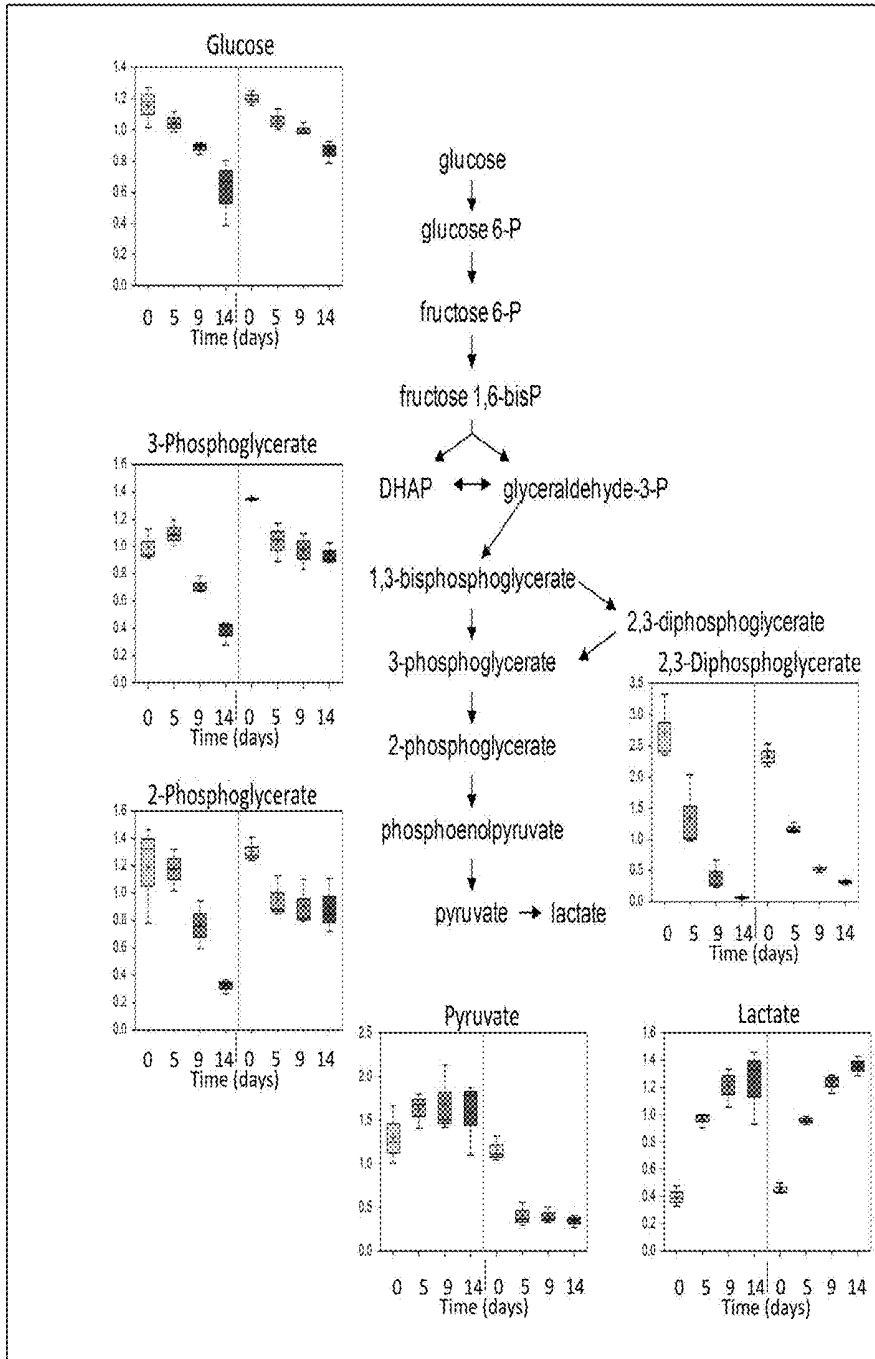 Glucose
1.4
1.2
1.0
0.8
0.6
0.4
0.2
0.0
0 5 9 14 0 5 9 14
Time (days)
glucose
glucose 6-P
fructose 6-P
fructose 1,6-bisP
DHAP glyceraldehyde-3-P
1,3-bisphosphoglycerate
2,3-diphosphoglycerate
3-phosphoglycerate
2-phosphoglycerate
phosphoenolpyruvate
pyruvate lactate
3-Phosphoglycerate
1.6
1.4
1.2
1.0
0.8
0.6
0.4
0.2
0.0
0 5 9 14 0 5 9 14
Time (days)
2,3-Diphosphoglycerate
3.5
3.0
2.5
2.0
1.5
1.0
0.5
0.0
0 5 9 14 0 5 9 14
Time (days)
2-Phosphoglycerate
1.6
1.4
1.2
1.0
0.8
0.6
0.4
0.2
0.0
0 5 9 14 0 5 9 14
Time (days)
Pyruvate
2.5
2.0
1.5
1.0
0.5
0.0
0 5 9 14 0 5 9 14
Time (days)
Lactate
1.6
1.4
1.2
1.0
0.8
0.6
0.4
0.2
0.0
0 5 9 14 0 5 9 14
Time (days)